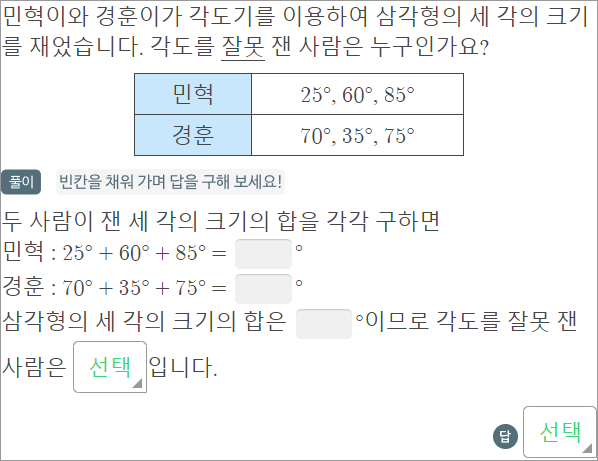 민혁이와 경훈이가 각도기를 이용하여 삼각형의 세 각의 크기
를 재었습니다. 각도를 잘못 잰 사람은 누구인가요?
민혁 25°, 60°, 85°
경훈 70°, 35°, 75°
풀이 빈칸을 채워 가며 답을 구해 보세요!
두 사람이 잰 세 각의 크기의 합을 각각 구하면
민혁 : 25° + 60° + 85° = °
경훈 : 70° + 35° + 75° = °
삼각형의 세 각의 크기의 합은 °이므로 각도를 잘못 잰
사람은 선택 입니다.
답 선택